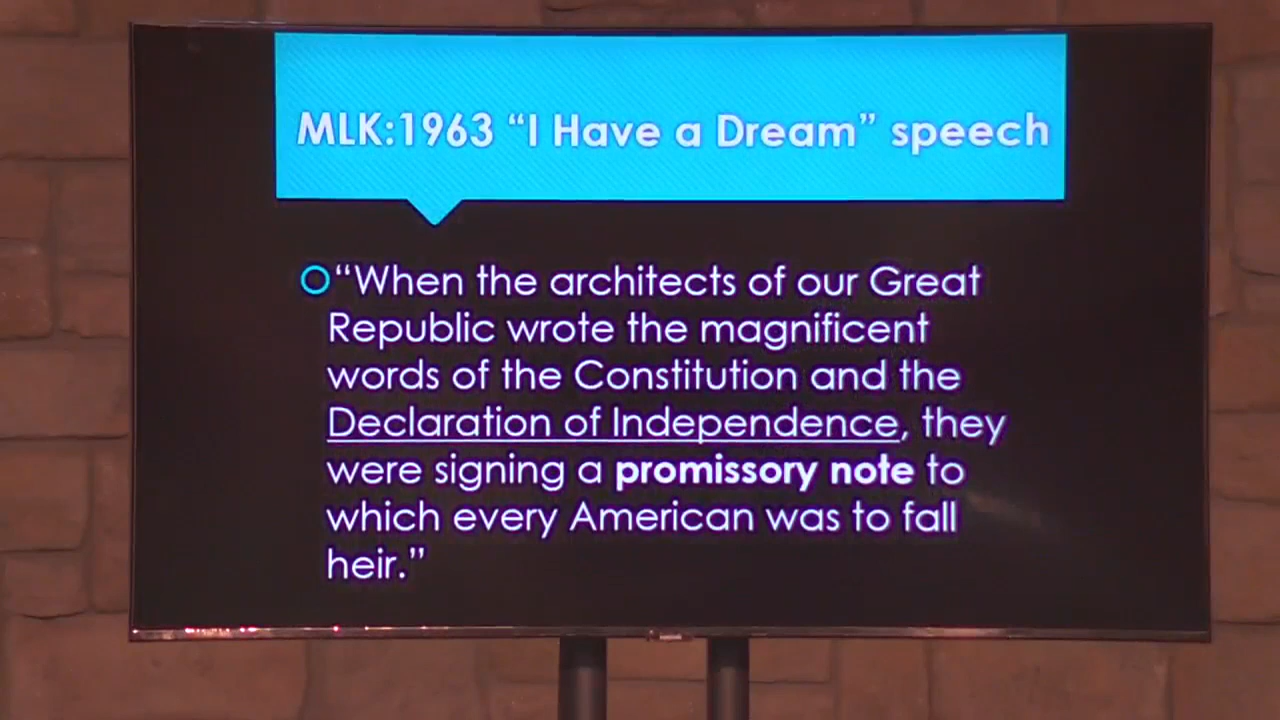 MLK:1963 “I Have a Dream” speech
“When the architects of our Great
Republic wrote the magnificent
words of the Constitution and the
Declaration of Independence, they
were signing a promissory note to
which every American was to fall
heir.”